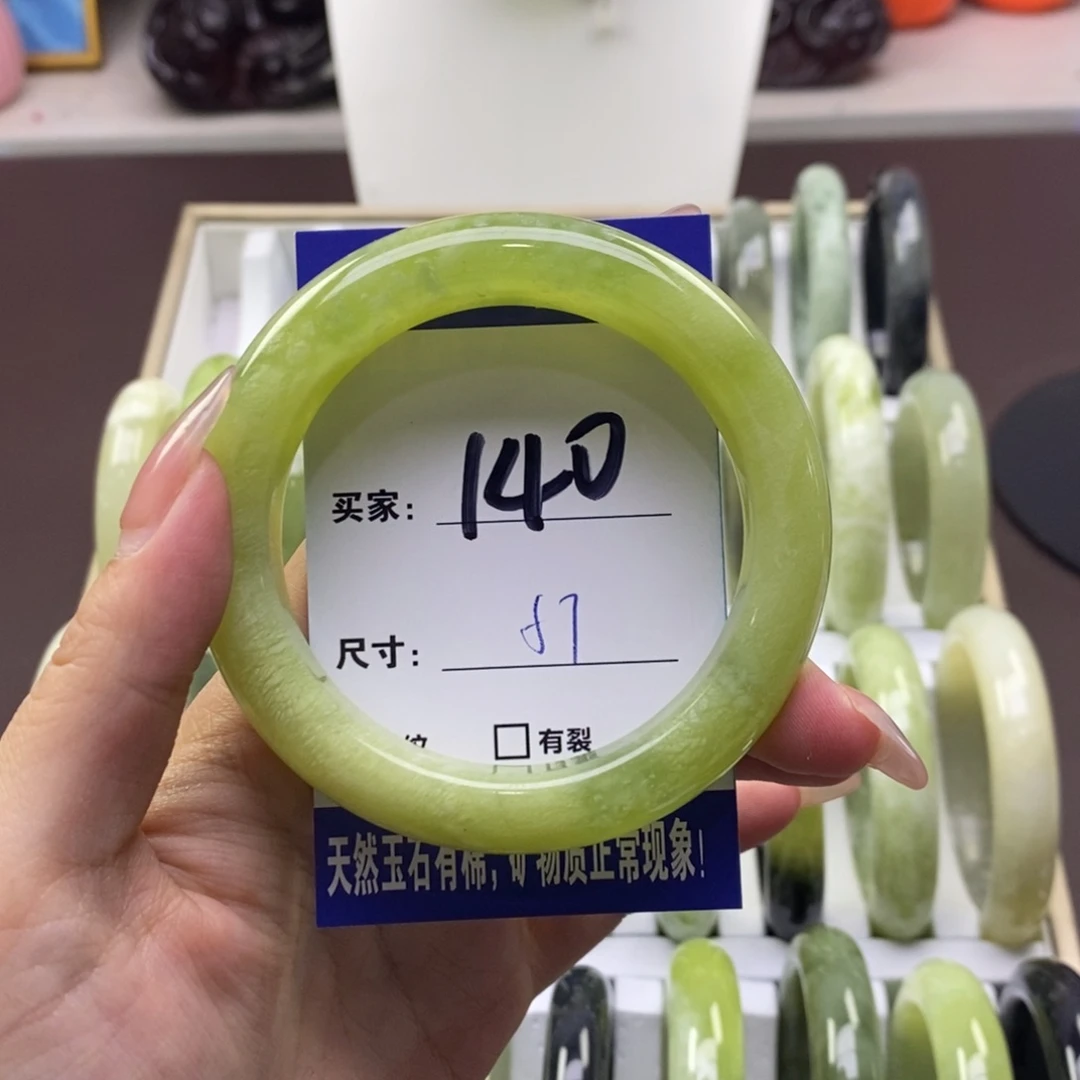 买家: 140
尺寸: 57
纹 □有裂
天然玉石有棉, 矿物质正常现象!